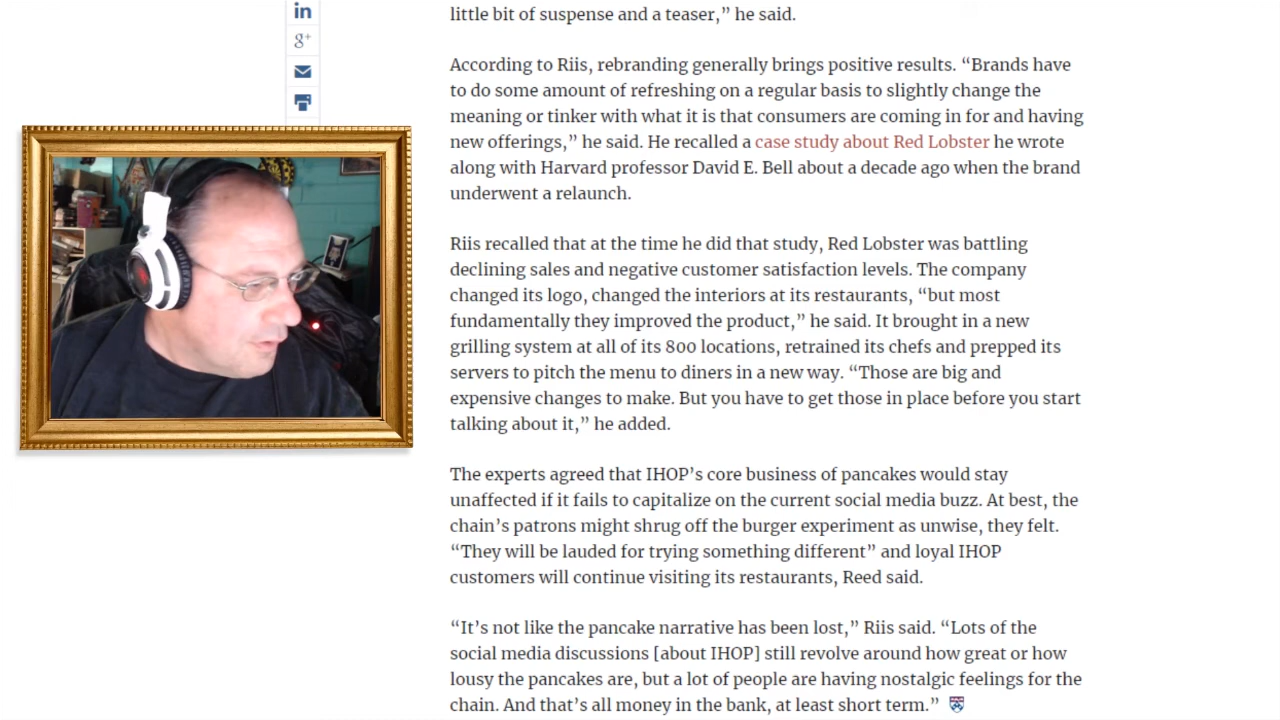 little bit of suspense and a teaser,” he said.
According to Riis, rebranding generally brings positive results. “Brands have
to do some amount of refreshing on a regular basis to slightly change the
meaning or tinker with what it is that consumers are coming in for and having
new offerings,” he said. He recalled a case study about Red Lobster he wrote
along with Harvard professor David E. Bell about a decade ago when the brand
underwent a relaunch.
Riis recalled that at the time he did that study, Red Lobster was battling
declining sales and negative customer satisfaction levels. The company
changed its logo, changed the interiors at its restaurants, “but most
fundamentally they improved the product,” he said. It brought in a new
grilling system at all of its 800 locations, retrained its chefs and prepped its
servers to pitch the menu to diners in a new way. “Those are big and
expensive changes to make. But you have to get those in place before you start
talking about it,” he added.
The experts agreed that IHOP’s core business of pancakes would stay
unaffected if it fails to capitalize on the current social media buzz. At best, the
chain’s patrons might shrug off the burger experiment as unwise, they felt.
“They will be lauded for trying something different” and loyal IHOP
customers will continue visiting its restaurants, Reed said.
“It’s not like the pancake narrative has been lost,” Riis said. “Lots of the
social media discussions [about IHOP] still revolve around how great or how
lousy the pancakes are, but a lot of people are having nostalgic feelings for the
chain. And that’s all money in the bank, at least short term.”
in
g+